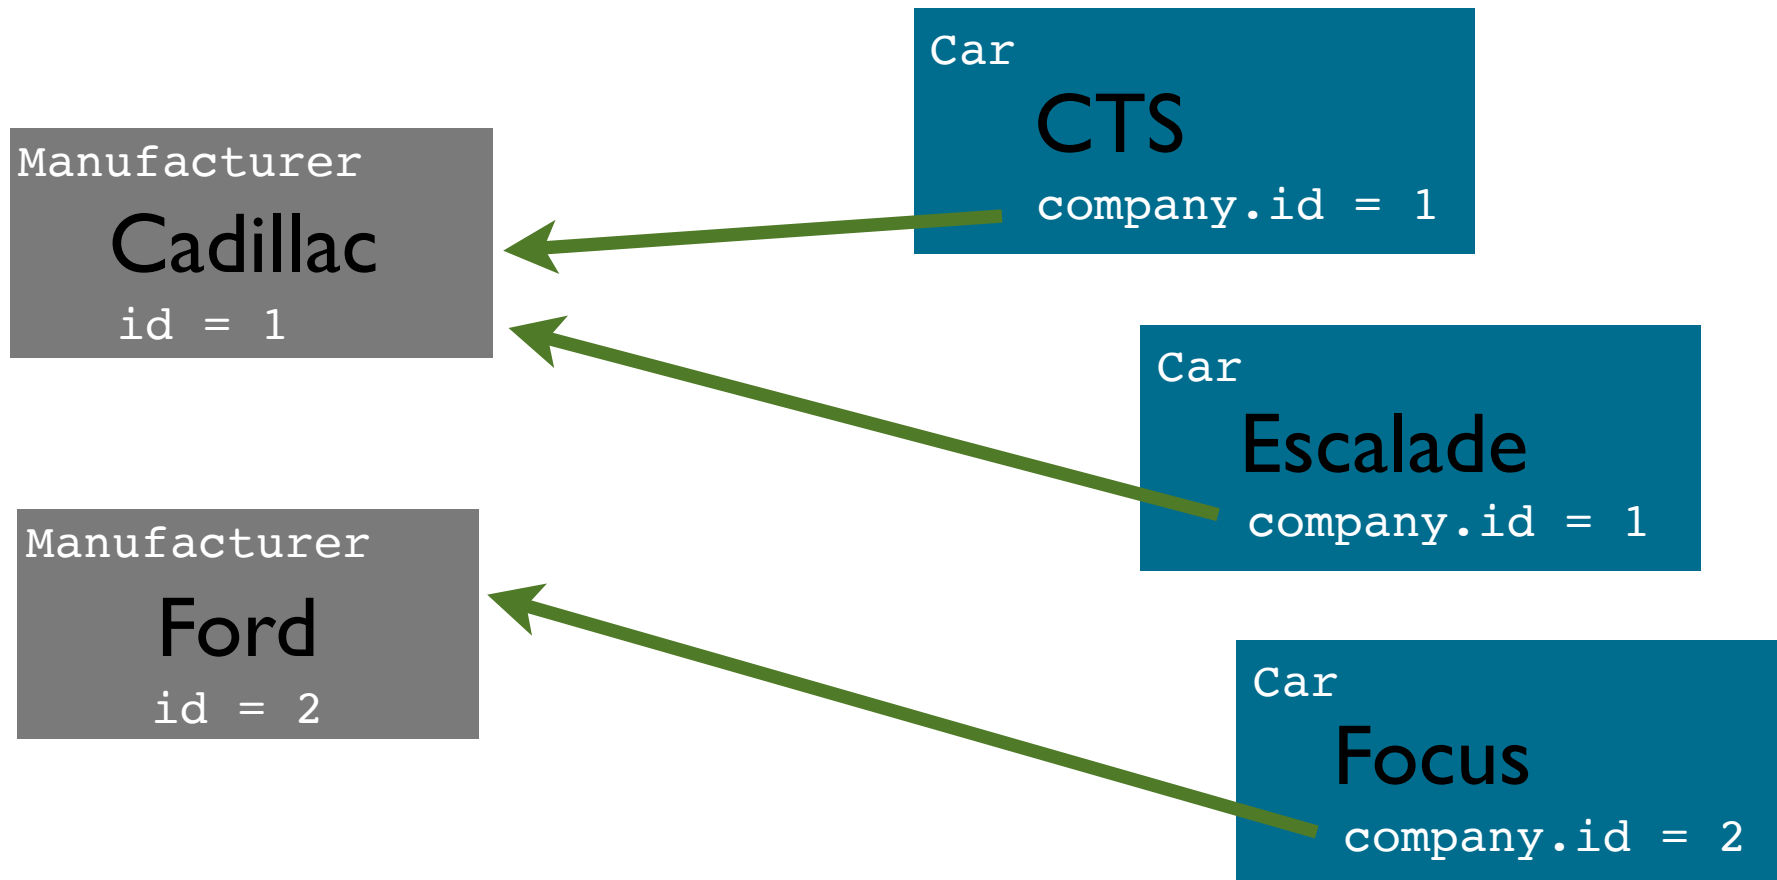 Manufacturer
Cadillac
id = 1
Manufacturer
Ford
id = 2
Car
CTS
company.id = 1
Car
Escalade
company.id = 1
Car
Focus
company.id = 2